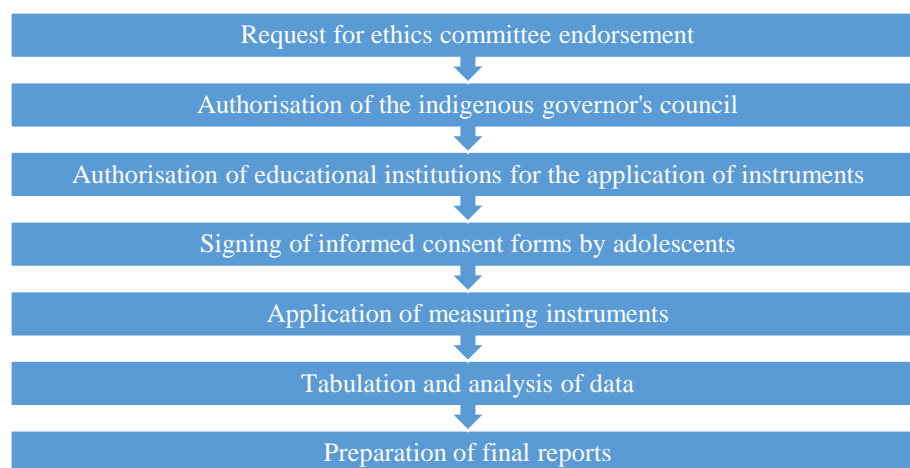 Request for ethics committee endorsement
Authorisation of the indigenous governor's council
Authorisation of educational institutions for the application of instruments
Signing of informed consent forms by adolescents
Application of measuring instruments
Tabulation and analysis of data
Preparation of final reports